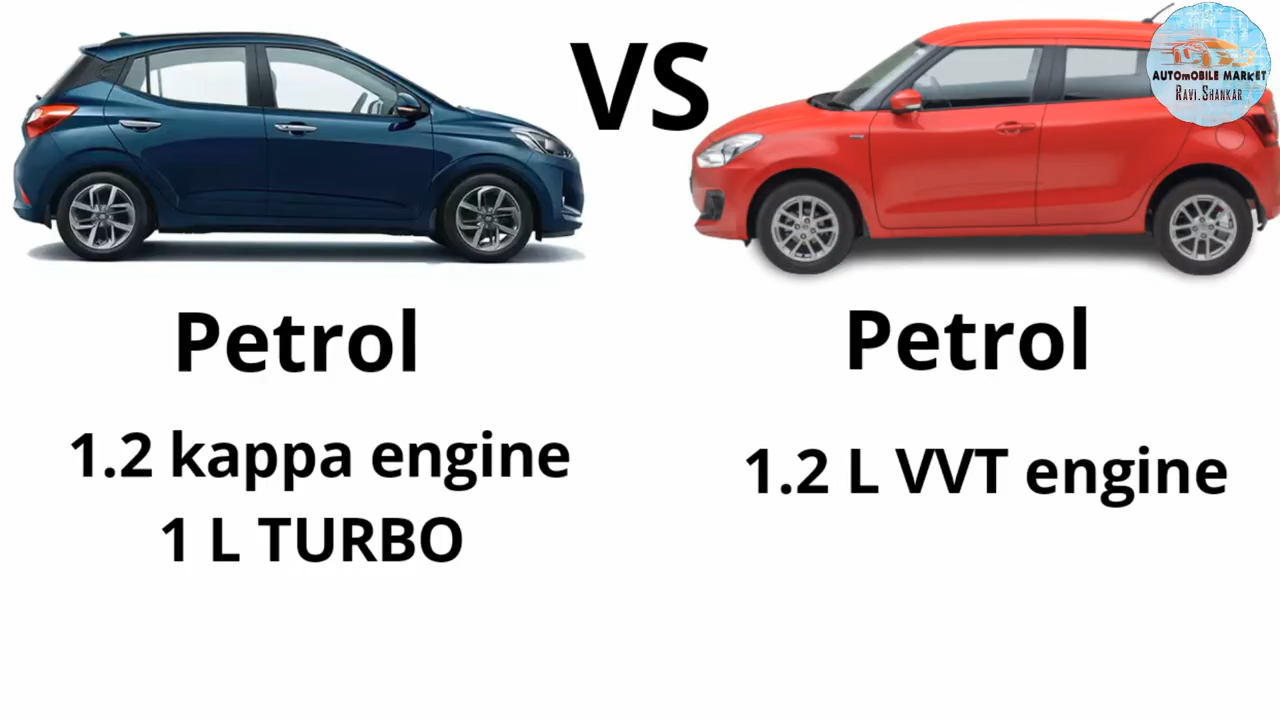 VS
AUTOmOBILE MARKET
RAVI.SHANKAR
Petrol
Petrol
1.2 kappa engine
1 L TURBO
1.2 L VVT engine